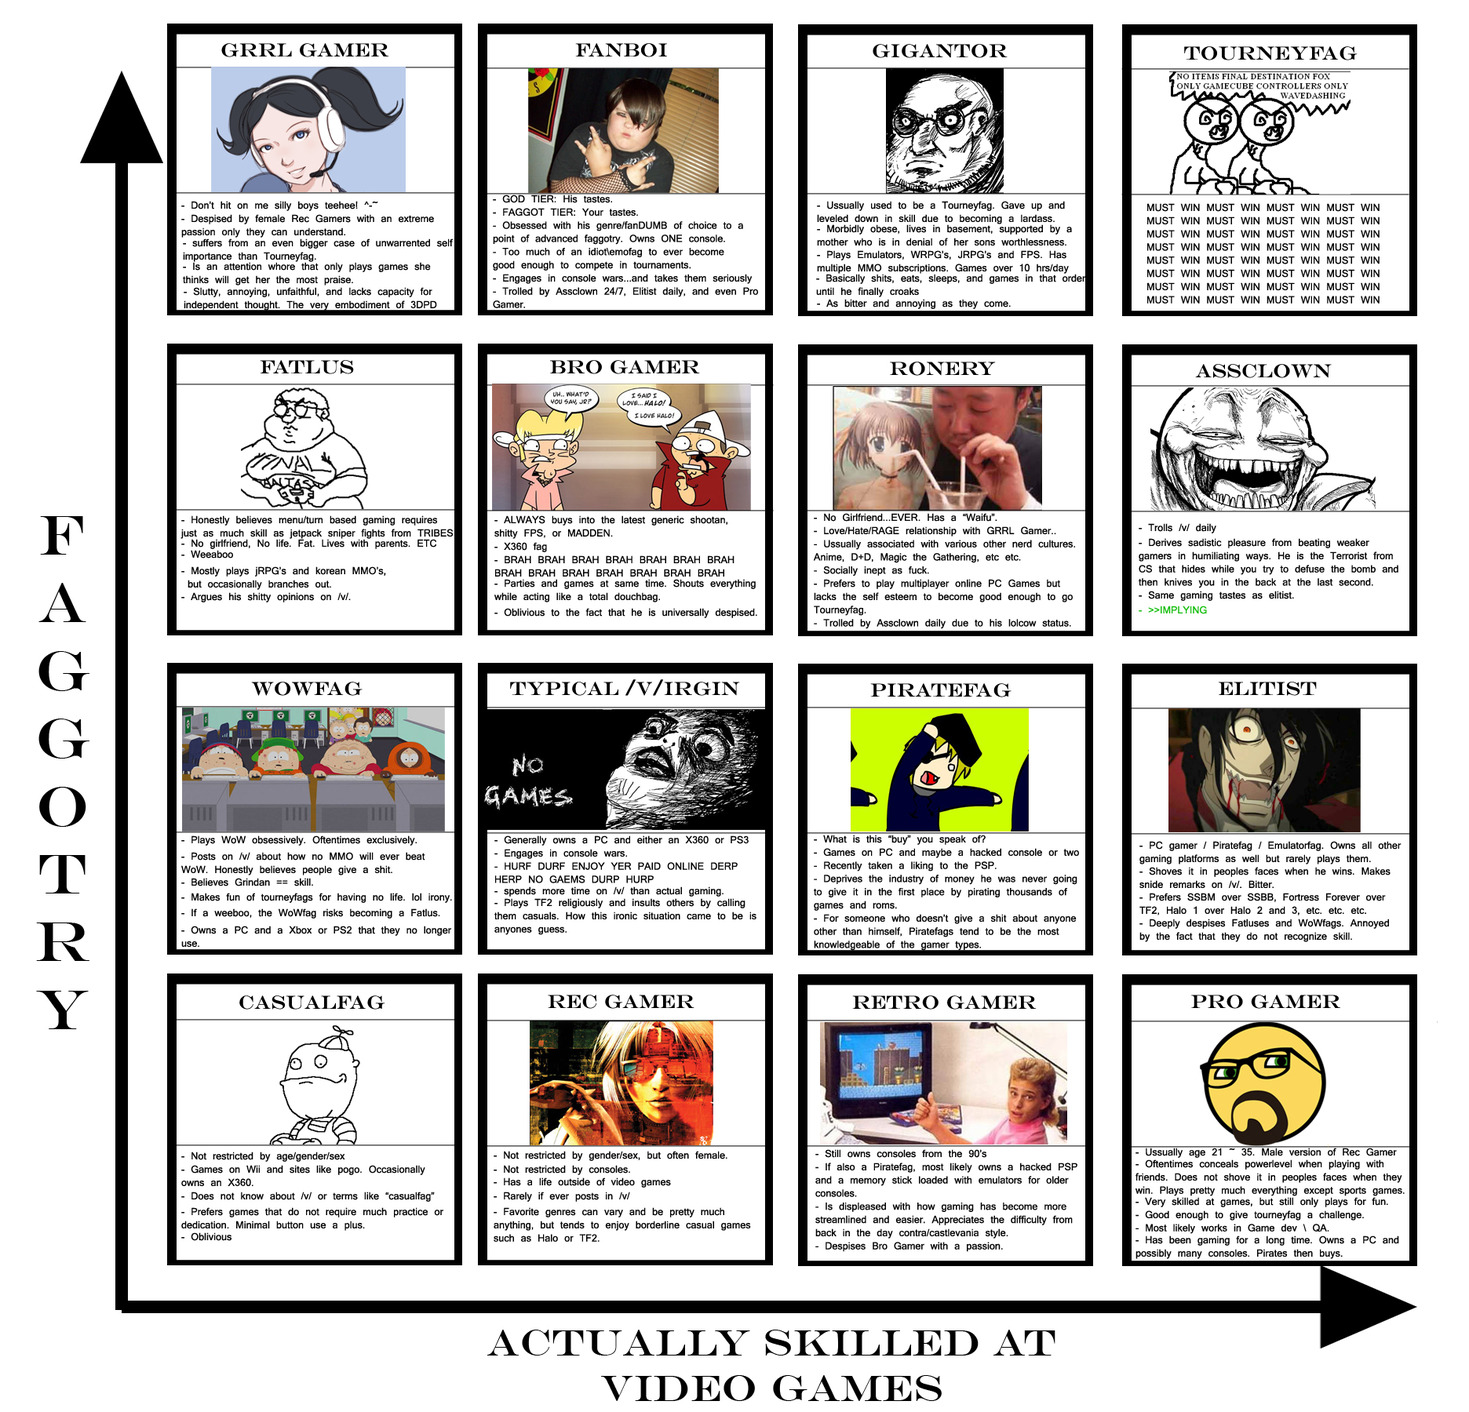 GRRL GAMER
- Don't hit on me silly boys teehee! ^-~
- Despised by female Rec Gamers with an extreme
passion only they can understand.
- suffers from an even bigger case of unwarranted self
importance than Tourneyfag.
- Is an attention whore that only plays games she
thinks will get her the most praise.
- Slutty, annoying, unfaithful, and lacks capacity for
independent thought. The very embodiment of 3DPD
FANBOI
- GOD TIER: His tastes.
- FAGGOT TIER: Your tastes.
- Obsessed with his genre/fanDUMB of choice to a
point of advanced faggotry. Owns ONE console.
- Too much of an idiot\emofag to ever become
good enough to compete in tournaments.
- Engages in console wars...and takes them seriously
- Trolled by Assclown 24/7, Elitist daily, and even Pro
Gamer.
GIGANTOR
- Ussually used to be a Tourneyfag. Gave up and
leveled down in skill due to becoming a lardass.
- Morbidly obese, lives in basement, supported by a
mother who is in denial of her sons worthlessness.
- Plays Emulators, WRPG's, JRPG's and FPS. Has
multiple MMO subscriptions. Games over 10 hrs/day
- Basically shits, eats, sleeps, and games in that order
until he finally croaks
- As bitter and annoying as they come.
TOURNEYFAG
NO ITEMS FINAL DESTINATION FOX
ONLY GAMECUBE CONTROLLERS ONLY
WAVEDASHING
MUST WIN MUST WIN MUST WIN MUST WIN
MUST WIN MUST WIN MUST WIN MUST WIN
MUST WIN MUST WIN MUST WIN MUST WIN
MUST WIN MUST WIN MUST WIN MUST WIN
MUST WIN MUST WIN MUST WIN MUST WIN
MUST WIN MUST WIN MUST WIN MUST WIN
MUST WIN MUST WIN MUST WIN MUST WIN
MUST WIN MUST WIN MUST WIN MUST WIN
FATLUS
- Honestly believes menu/turn based gaming requires
just as much skill as jetpack sniper fights from TRIBES
- No girlfriend, No life. Fat. Lives with parents. ETC
- Weeaboo
- Mostly plays jRPG's and korean MMO's,
but occasionally branches out.
- Argues his shitty opinions on /v/.
BRO GAMER
UH.. WHAT'D
YOU SAY, JR?
I SAID I
LOVE... HALO!
I LOVE HALO!
- ALWAYS buys into the latest generic shootan,
shitty FPS, or MADDEN.
- X360 fag
- BRAH BRAH BRAH BRAH BRAH BRAH BRAH
BRAH BRAH BRAH BRAH BRAH BRAH BRAH
- Parties and games at same time. Shouts everything
while acting like a total douchbag.
- Oblivious to the fact that he is universally despised.
RONERY
- No Girlfriend...EVER. Has a "Waifu".
- Love/Hate/RAGE relationship with GRRL Gamer..
- Ussually associated with various other nerd cultures.
Anime, D+D, Magic the Gathering, etc etc.
- Socially inept as fuck.
- Prefers to play multiplayer online PC Games but
lacks the self esteem to become good enough to go
Tourneyfag.
- Trolled by Assclown daily due to his lolcow status.
ASSCLOWN
- Trolls /v/ daily
- Derives sadistic pleasure from beating weaker
gamers in humiliating ways. He is the Terrorist from
CS that hides while you try to defuse the bomb and
then knives you in the back at the last second.
- Same gaming tastes as elitist.
- >>IMPLYING
WOWFAG
- Plays WoW obsessively. Oftentimes exclusively.
- Posts on /v/ about how no MMO will ever beat
WoW. Honestly believes people give a shit.
- Believes Grindan == skill.
- Makes fun of tourneyfags for having no life. lol irony.
- If a weeboo, the WoWfag risks becoming a Fatlus.
- Owns a PC and a Xbox or PS2 that they no longer
use.
TYPICAL /V/IRGIN
NO
GAMES
- Generally owns a PC and either an X360 or PS3
- Engages in console wars.
- HURF DURF ENJOY YER PAID ONLINE DERP
HERP NO GAEMS DURP HURP
- spends more time on /v/ than actual gaming.
- Plays TF2 religiously and insults others by calling
them casuals. How this ironic situation came to be is
anyones guess.
PIRATEFAG
- What is this "buy" you speak of?
- Games on PC and maybe a hacked console or two
- Recently taken a liking to the PSP.
- Deprives the industry of money he was never going
to give it in the first place by pirating thousands of
games and roms.
- For someone who doesn't give a shit about anyone
other than himself, Piratefags tend to be the most
knowledgeable of the gamer types.
ELITIST
- PC gamer / Piratefag / Emulatorfag. Owns all other
gaming platforms as well but rarely plays them.
- Shoves it in peoples faces when he wins. Makes
snide remarks on /v/. Bitter.
- Prefers SSBM over SSBB, Fortress Forever over
TF2, Halo 1 over Halo 2 and 3, etc. etc. etc.
- Deeply despises Fatluses and WoWfags. Annoyed
by the fact that they do not recognize skill.
CASUALFAG
- Not restricted by age/gender/sex
- Games on Wii and sites like pogo. Occasionally
owns an X360.
- Does not know about /v/ or terms like "casualfag"
- Prefers games that do not require much practice or
dedication. Minimal button use a plus.
- Oblivious
REC GAMER
- Not restricted by gender/sex, but often female.
- Not restricted by consoles.
- Has a life outside of video games
- Rarely if ever posts in /v/
- Favorite genres can vary and be pretty much
anything, but tends to enjoy borderline casual games
such as Halo or TF2.
RETRO GAMER
- Still owns consoles from the 90's
- If also a Piratefag, most likely owns a hacked PSP
and a memory stick loaded with emulators for older
consoles.
- Is displeased with how gaming has become more
streamlined and easier. Appreciates the difficulty from
back in the day contra/castlevania style.
- Despises Bro Gamer with a passion.
PRO GAMER
- Ussually age 21 ~ 35. Male version of Rec Gamer
- Oftentimes conceals powerlevel when playing with
friends. Does not shove it in peoples faces when they
win. Plays pretty much everything except sports games.
- Very skilled at games, but still only plays for fun.
- Good enough to give tourneyfag a challenge.
- Most likely works in Game dev \ QA.
- Has been gaming for a long time. Owns a PC and
possibly many consoles. Pirates then buys.
FAGGOTRY
ACTUALLY SKILLED AT
VIDEO GAMES